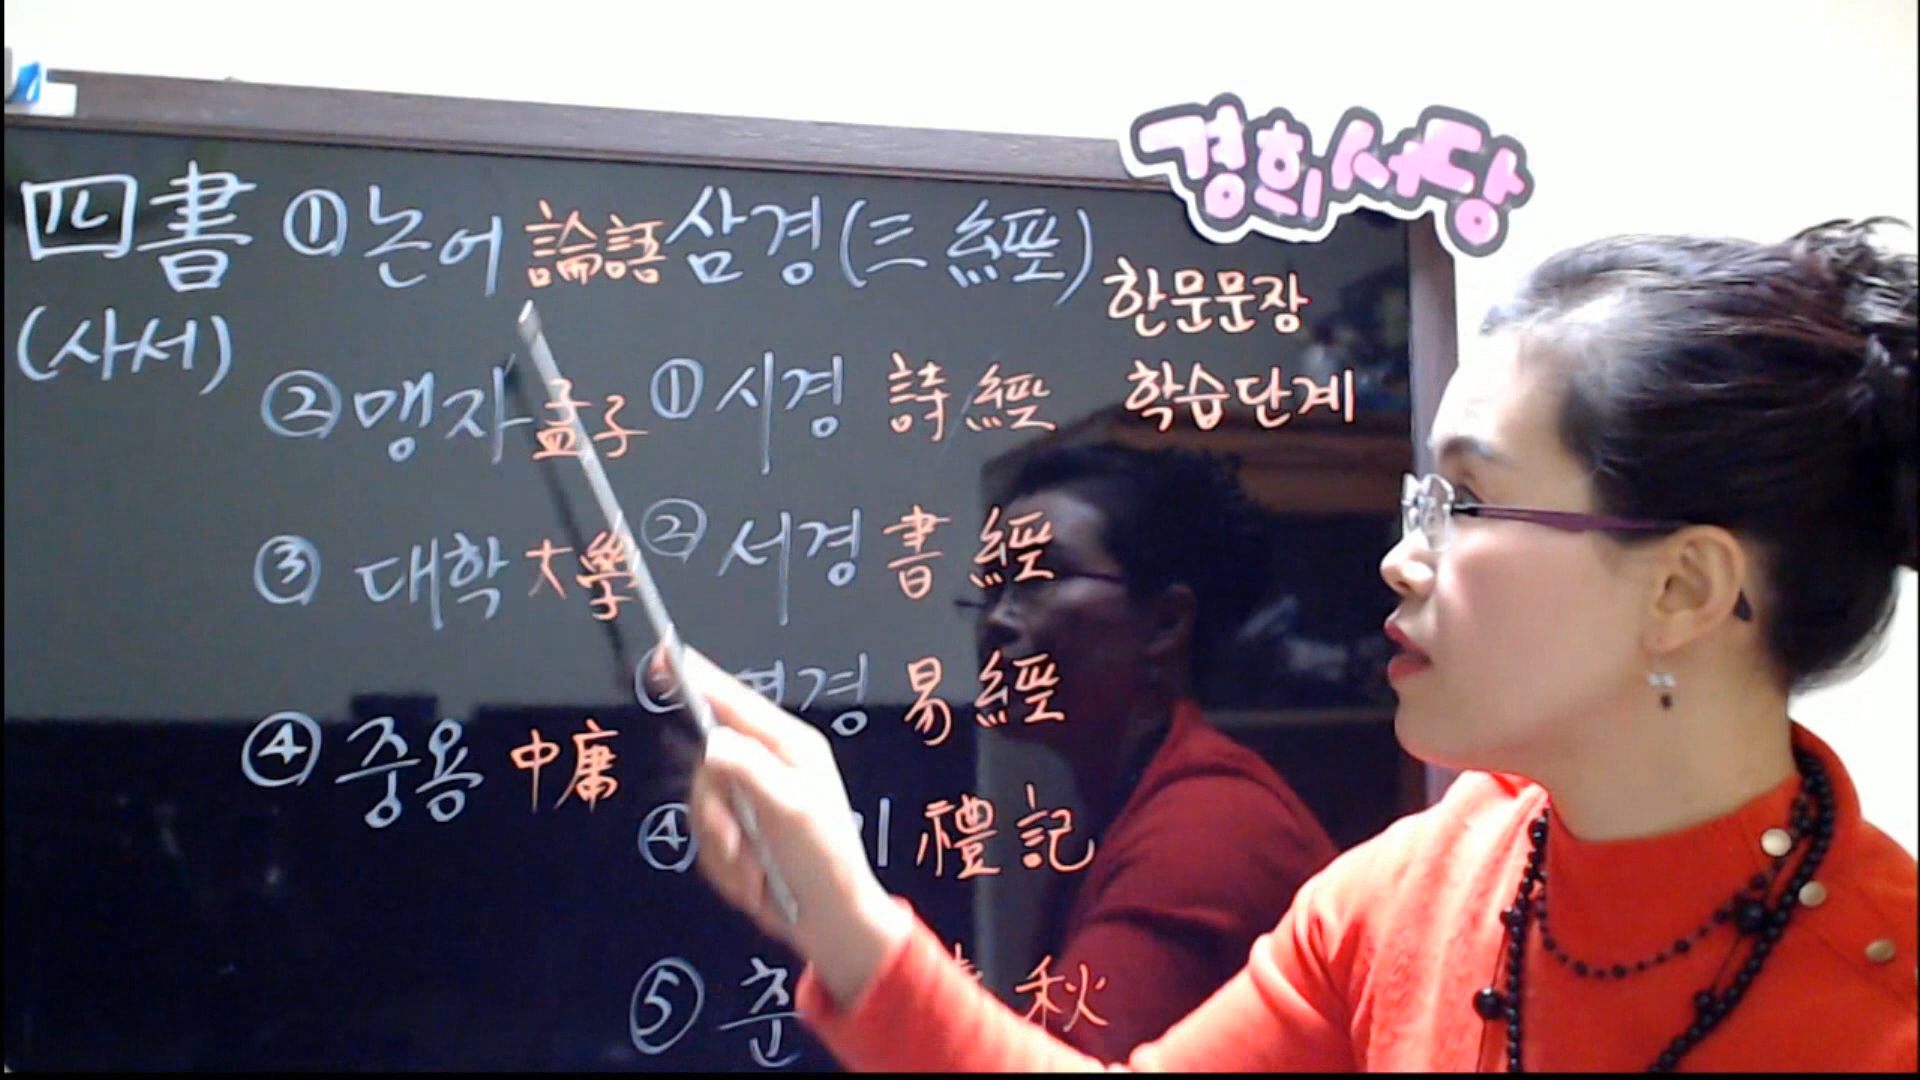 경희서당
四書 ①논어 論語 삼경(三經)
(사서)
한문문장
학습단계
②맹자 孟子 ①시경 詩經
③ 대학 大學 ② 서경 書經
경 易經
④ 중용 中庸
④ 禮記
⑤ 춘 秋